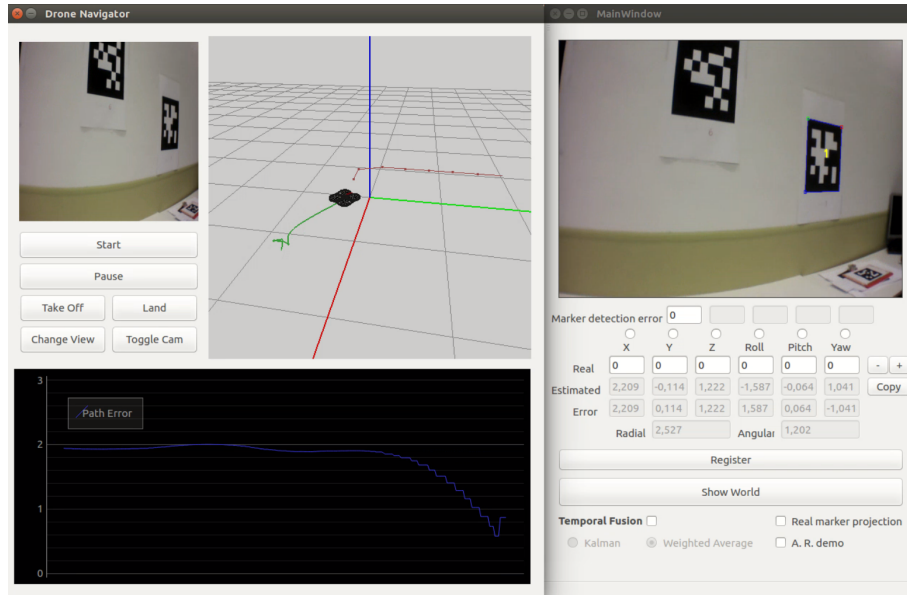 Drone Navigator
Start
Pause
Take Off Land
Change View Toggle Cam
3
Path Error
2
1
0
MainWindow
1
Marker detection error 0
X Y Z Roll Pitch Yaw
Real 0 0 0 0 0 0 - +
Estimated 2,209 -0,114 1,222 -1,587 -0,064 1,041 Copy
Error 2,209 0,114 1,222 1,587 0,064 -1,041
Radial 2,527 Angular 1,202
Register
Show World
Temporal Fusion Real marker projection
Kalman Weighted Average A. R. demo